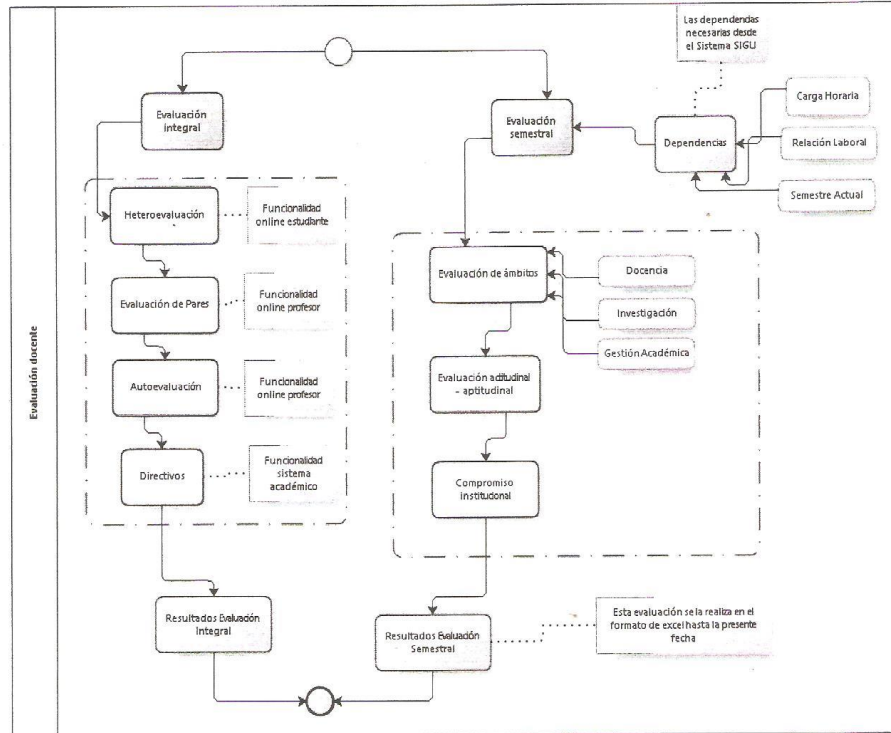 Evaluación docente
Las dependendas
necesarias desde
el Sistema SIGU
Evaluación
integral
Evaluación
semestral
Dependencias
Carga Horaria
Relación Laboral
Semestre Actual
Heteroevaluación
Funcionalidad
online estudiante
Evaluación de Pares
Funcionalidad
online profesor
Autoevaluación
Funcionalidad
online profesor
Directivos
Funcionalidad
sistema
académico
Evaluación de ámbitos
Docencia
Investigación
Gestión Académica
Evaluación actitudinal
- aptitudinal
Compromiso
institucional
Resultados Evaluación
Integral
Resultados Evaluación
Semestral
Esta evaluación se la realiza en el
formato de excel hasta la presente
fecha